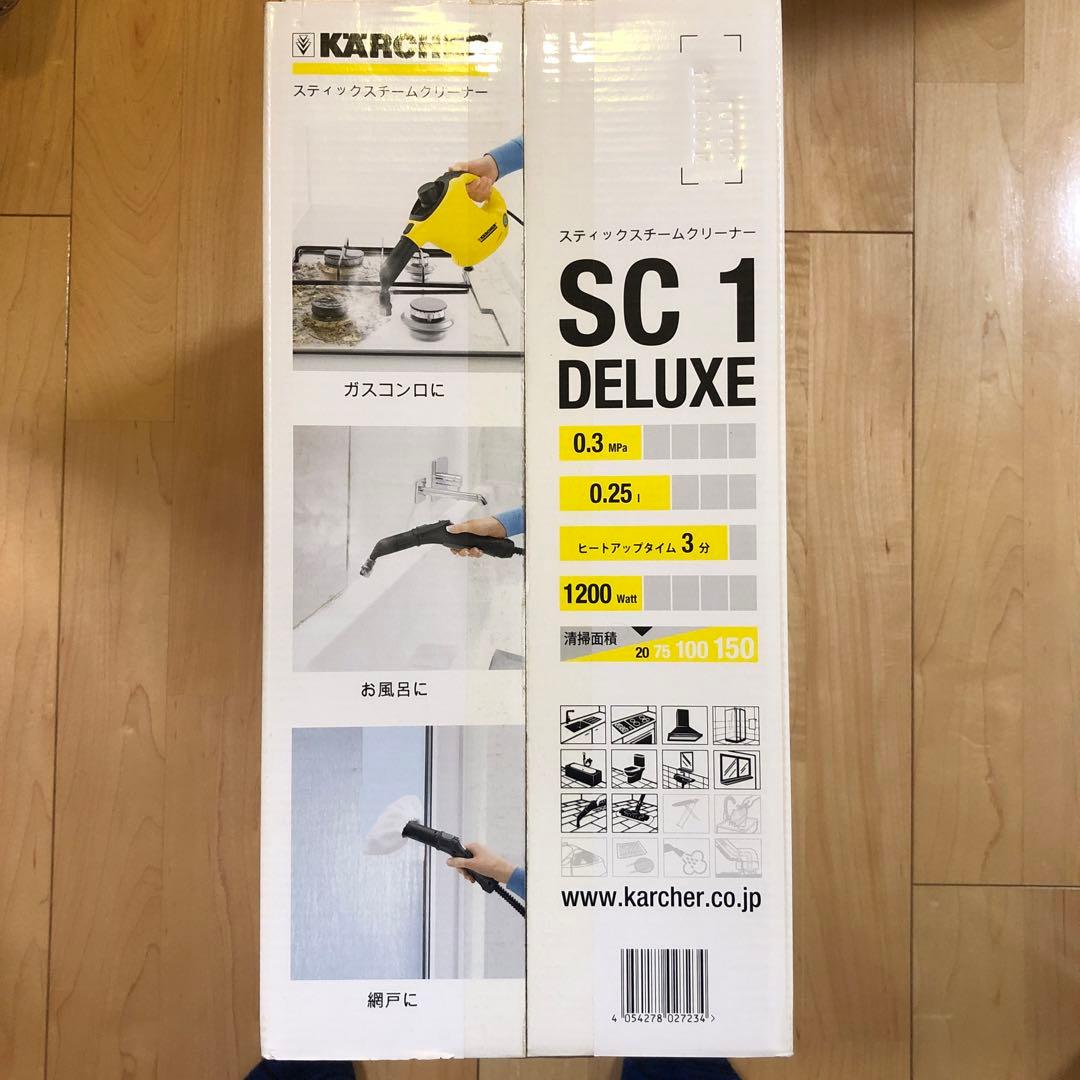 KÄRCHER
スティックスチームクリーナー
KÄRCHER
ガスコンロに
お風呂に
網戸に
スティックスチームクリーナー
SC 1
DELUXE
0.3 MPa
0.25 l
ヒートアップタイム 3 分
1200 Watt
清掃面積
20 75 100 150
www.karcher.co.jp
4 054278 027234 >